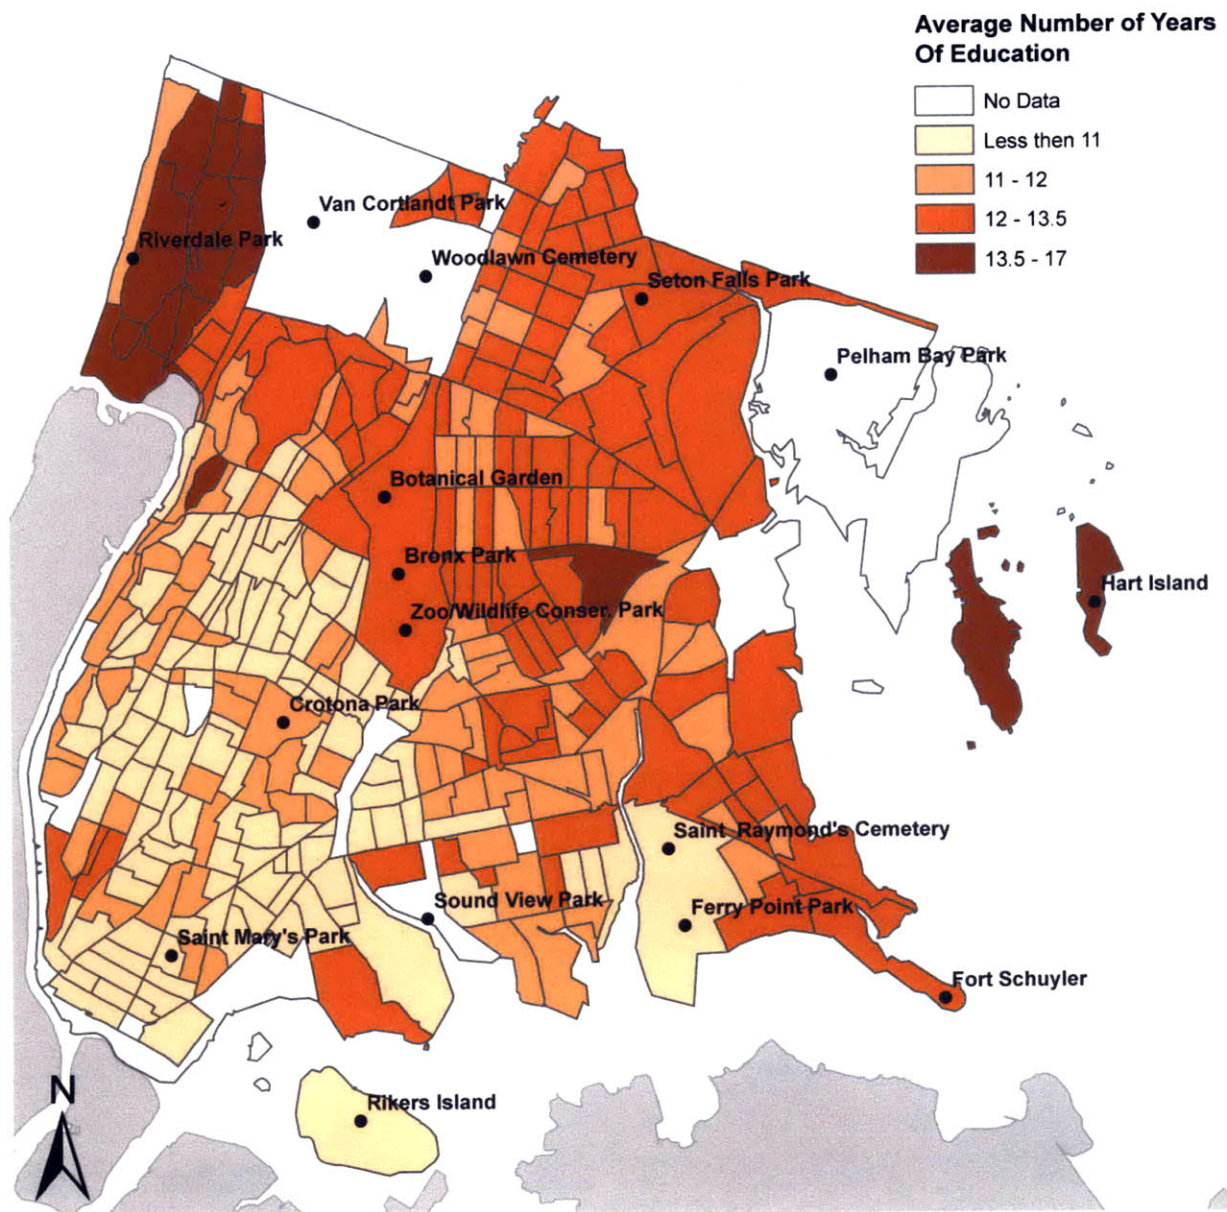 Average Number of Years
Of Education
No Data
Less then 11
11 - 12
12 - 13.5
13.5 - 17
Van Cortlandt Park
Riverdale Park
Woodlawn Cemetery
Seton Falls Park
Pelham Bay Park
Botanical Garden
Bronx Park
Hart Island
Zoo/Wildlife Conser. Park
Crotona Park
Saint Raymond's Cemetery
Sound View Park
Ferry Point Park
Saint Mary's Park
Fort Schuyler
N
Rikers Island